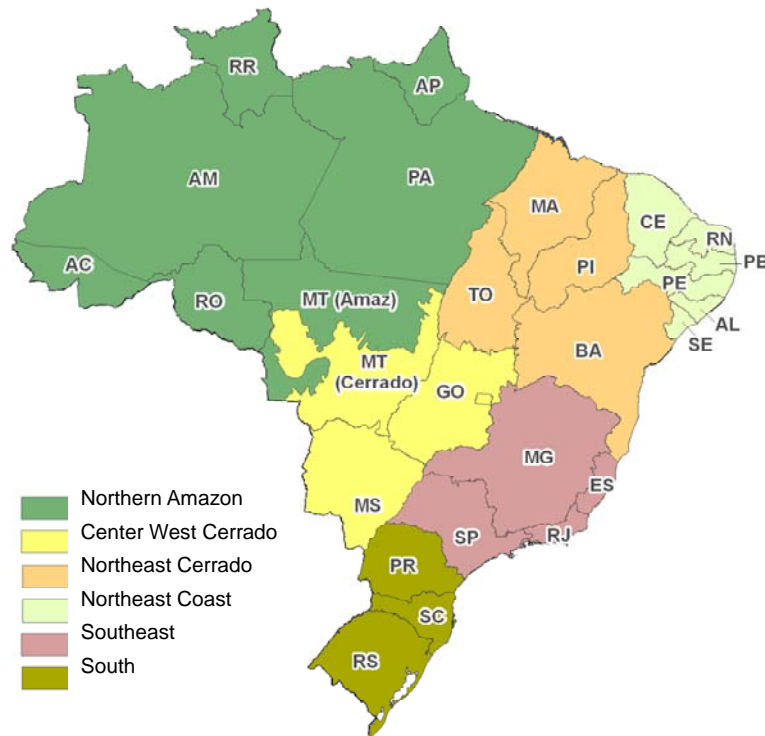 RR
AP
AM
PA
MA
CE
RN
PB
AC
PI
PE
RO
MT (Amaz)
TO
AL
SE
BA
MT
(Cerrado)
GO
MG
ES
MS
SP
RJ
PR
SC
RS
Northern Amazon
Center West Cerrado
Northeast Cerrado
Northeast Coast
Southeast
South